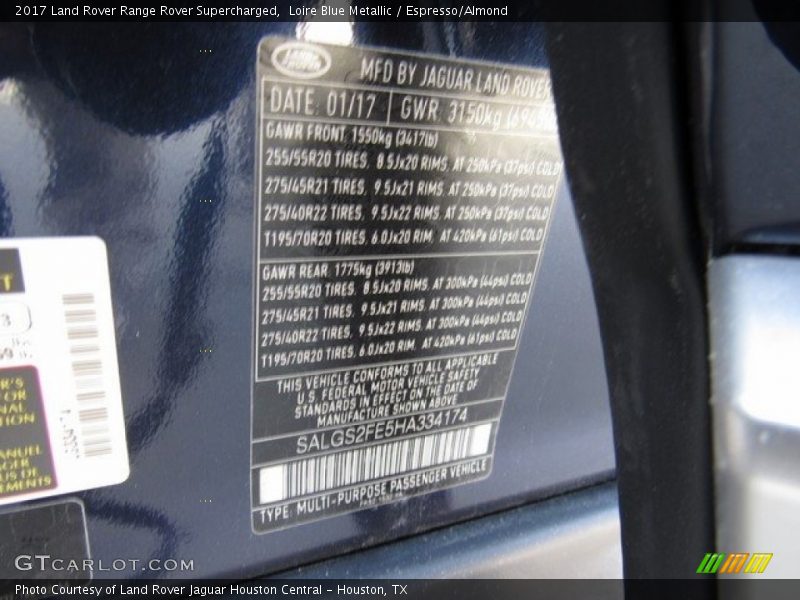 2017 Land Rover Range Rover Supercharged,  Loire Blue Metallic / Espresso/Almond
LAND ROVER
MFD BY JAGUAR LAND ROVER
DATE: 01/17 GWR: 3150kg
GAWR FRONT. 1550kg (3417lb)
255/55R20 TIRES, 8.5Jx20 RIMS, AT 250kPa (37psi) COLD
275/45R21 TIRES, 9.5Jx21 RIMS, AT 250kPa (37psi) COLD
275/40R22 TIRES, 9.5Jx22 RIMS, AT 250kPa (37psi) COLD
T195/70R20 TIRES, 6.0Jx20 RIM, AT 420kPa (61psi) COLD
GAWR REAR. 1775kg (3913lb)
255/55R20 TIRES, 8.5Jx20 RIMS, AT 300kPa (44psi) COLD
275/45R21 TIRES, 9.5Jx21 RIMS, AT 300kPa (44psi) COLD
275/40R22 TIRES, 9.5Jx22 RIMS, AT 300kPa (44psi) COLD
T195/70R20 TIRES, 6.0Jx20 RIM, AT 420kPa (61psi) COLD
THIS VEHICLE CONFORMS TO ALL APPLICABLE
U.S. FEDERAL MOTOR VEHICLE SAFETY
STANDARDS IN EFFECT ON THE DATE OF
MANUFACTURE SHOWN ABOVE
SALGS2FE5HA334174
TYPE: MULTI-PURPOSE PASSENGER VEHICLE
GTCARLOT.COM
Photo Courtesy of Land Rover Jaguar Houston Central - Houston, TX